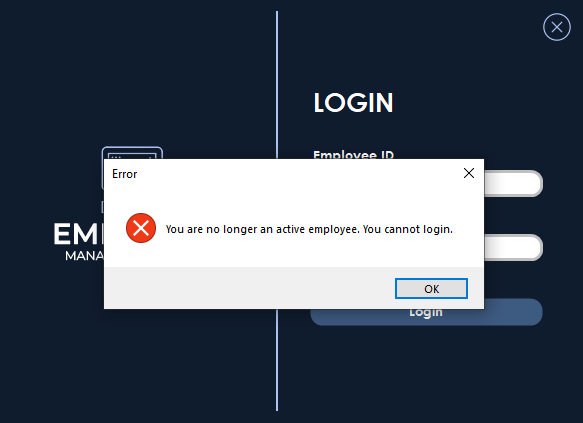 LOGIN
Employee ID
Error
You are no longer an active employee. You cannot login.
OK
Login